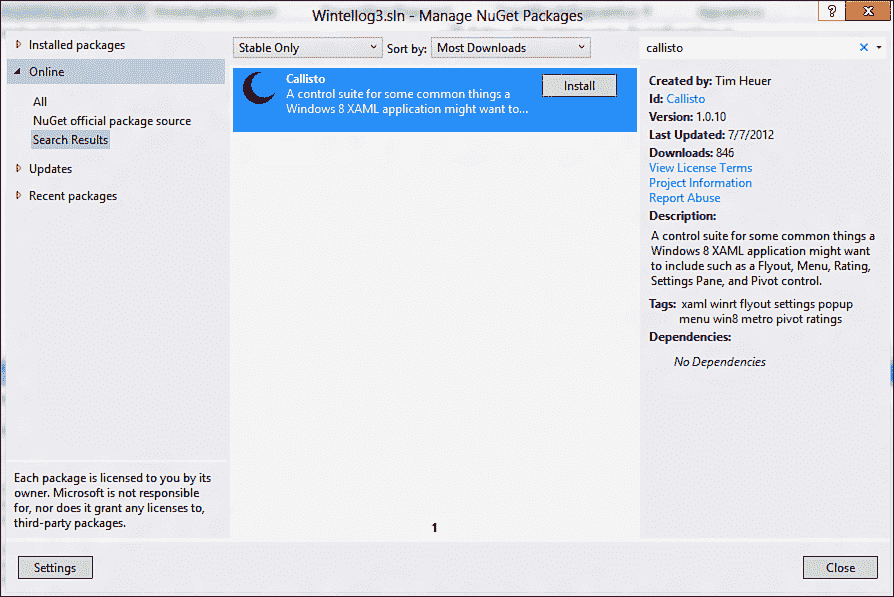 Wintellog3.sln - Manage NuGet Packages
?
Installed packages
Online
All
NuGet official package source
Search Results
Updates
Recent packages
Each package is licensed to you by its
owner. Microsoft is not responsible
for, nor does it grant any licenses to,
third-party packages.
Settings
Stable Only
Sort by:
Most Downloads
Callisto
A control suite for some common things a
Windows 8 XAML application might want to...
Install
1
callisto
Created by: Tim Heuer
Id: Callisto
Version: 1.0.10
Last Updated: 7/7/2012
Downloads: 846
View License Terms
Project Information
Report Abuse
Description:
A control suite for some common things a
Windows 8 XAML application might want
to include such as a Flyout, Menu, Rating,
Settings Pane, and Pivot control.
Tags: xaml winrt flyout settings popup
menu win8 metro pivot ratings
Dependencies:
No Dependencies
Close